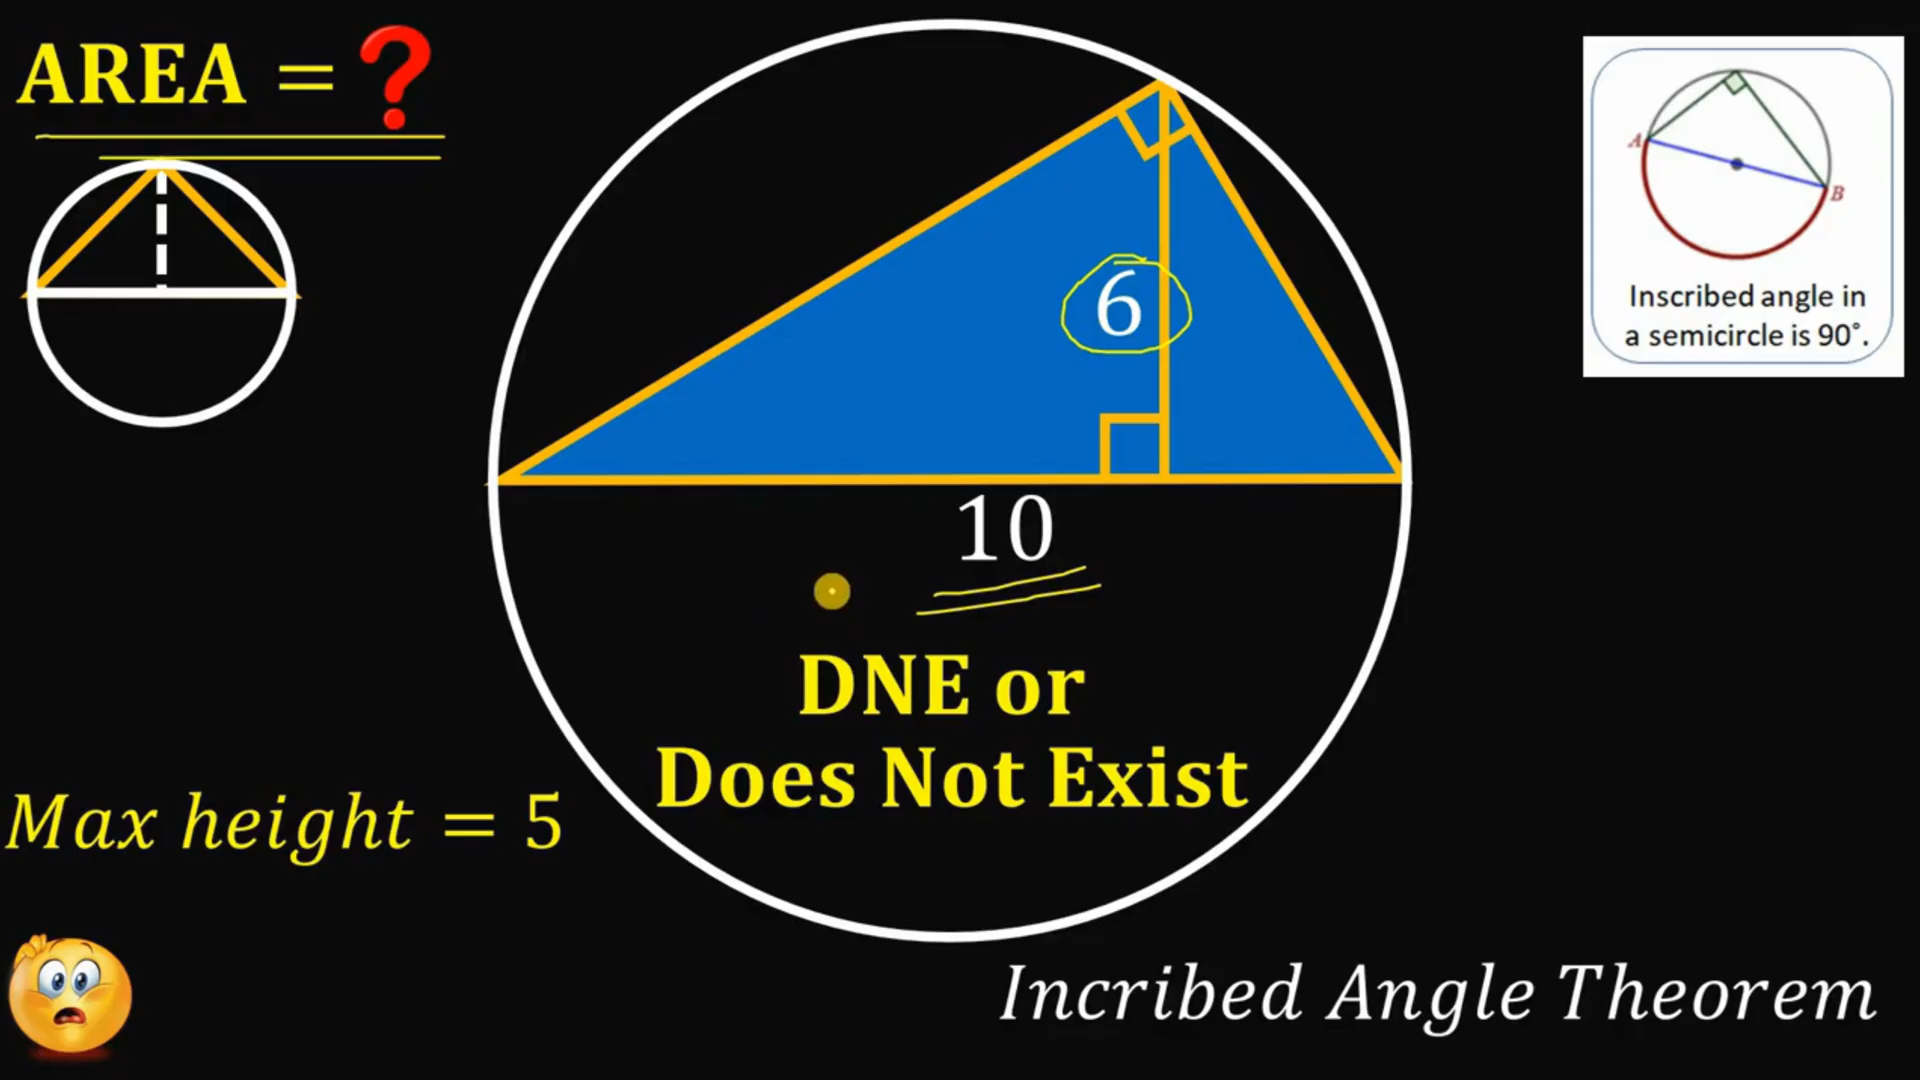 AREA = ?
A
B
Inscribed angle in
a semicircle is 90°.
6
10
DNE or
Does Not Exist
Max height = 5
Incribed Angle Theorem